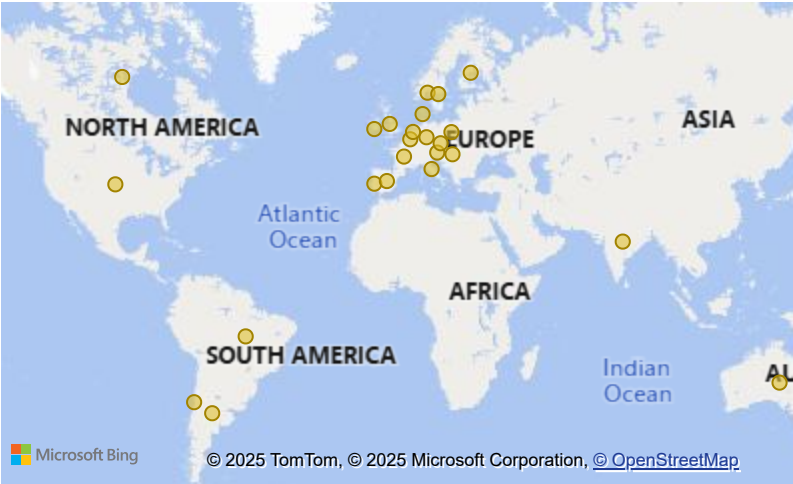 NORTH AMERICA
EUROPE
ASIA
Atlantic
Ocean
AFRICA
SOUTH AMERICA
Indian
Ocean
AU
Microsoft Bing
© 2025 TomTom, © 2025 Microsoft Corporation, © OpenStreetMap